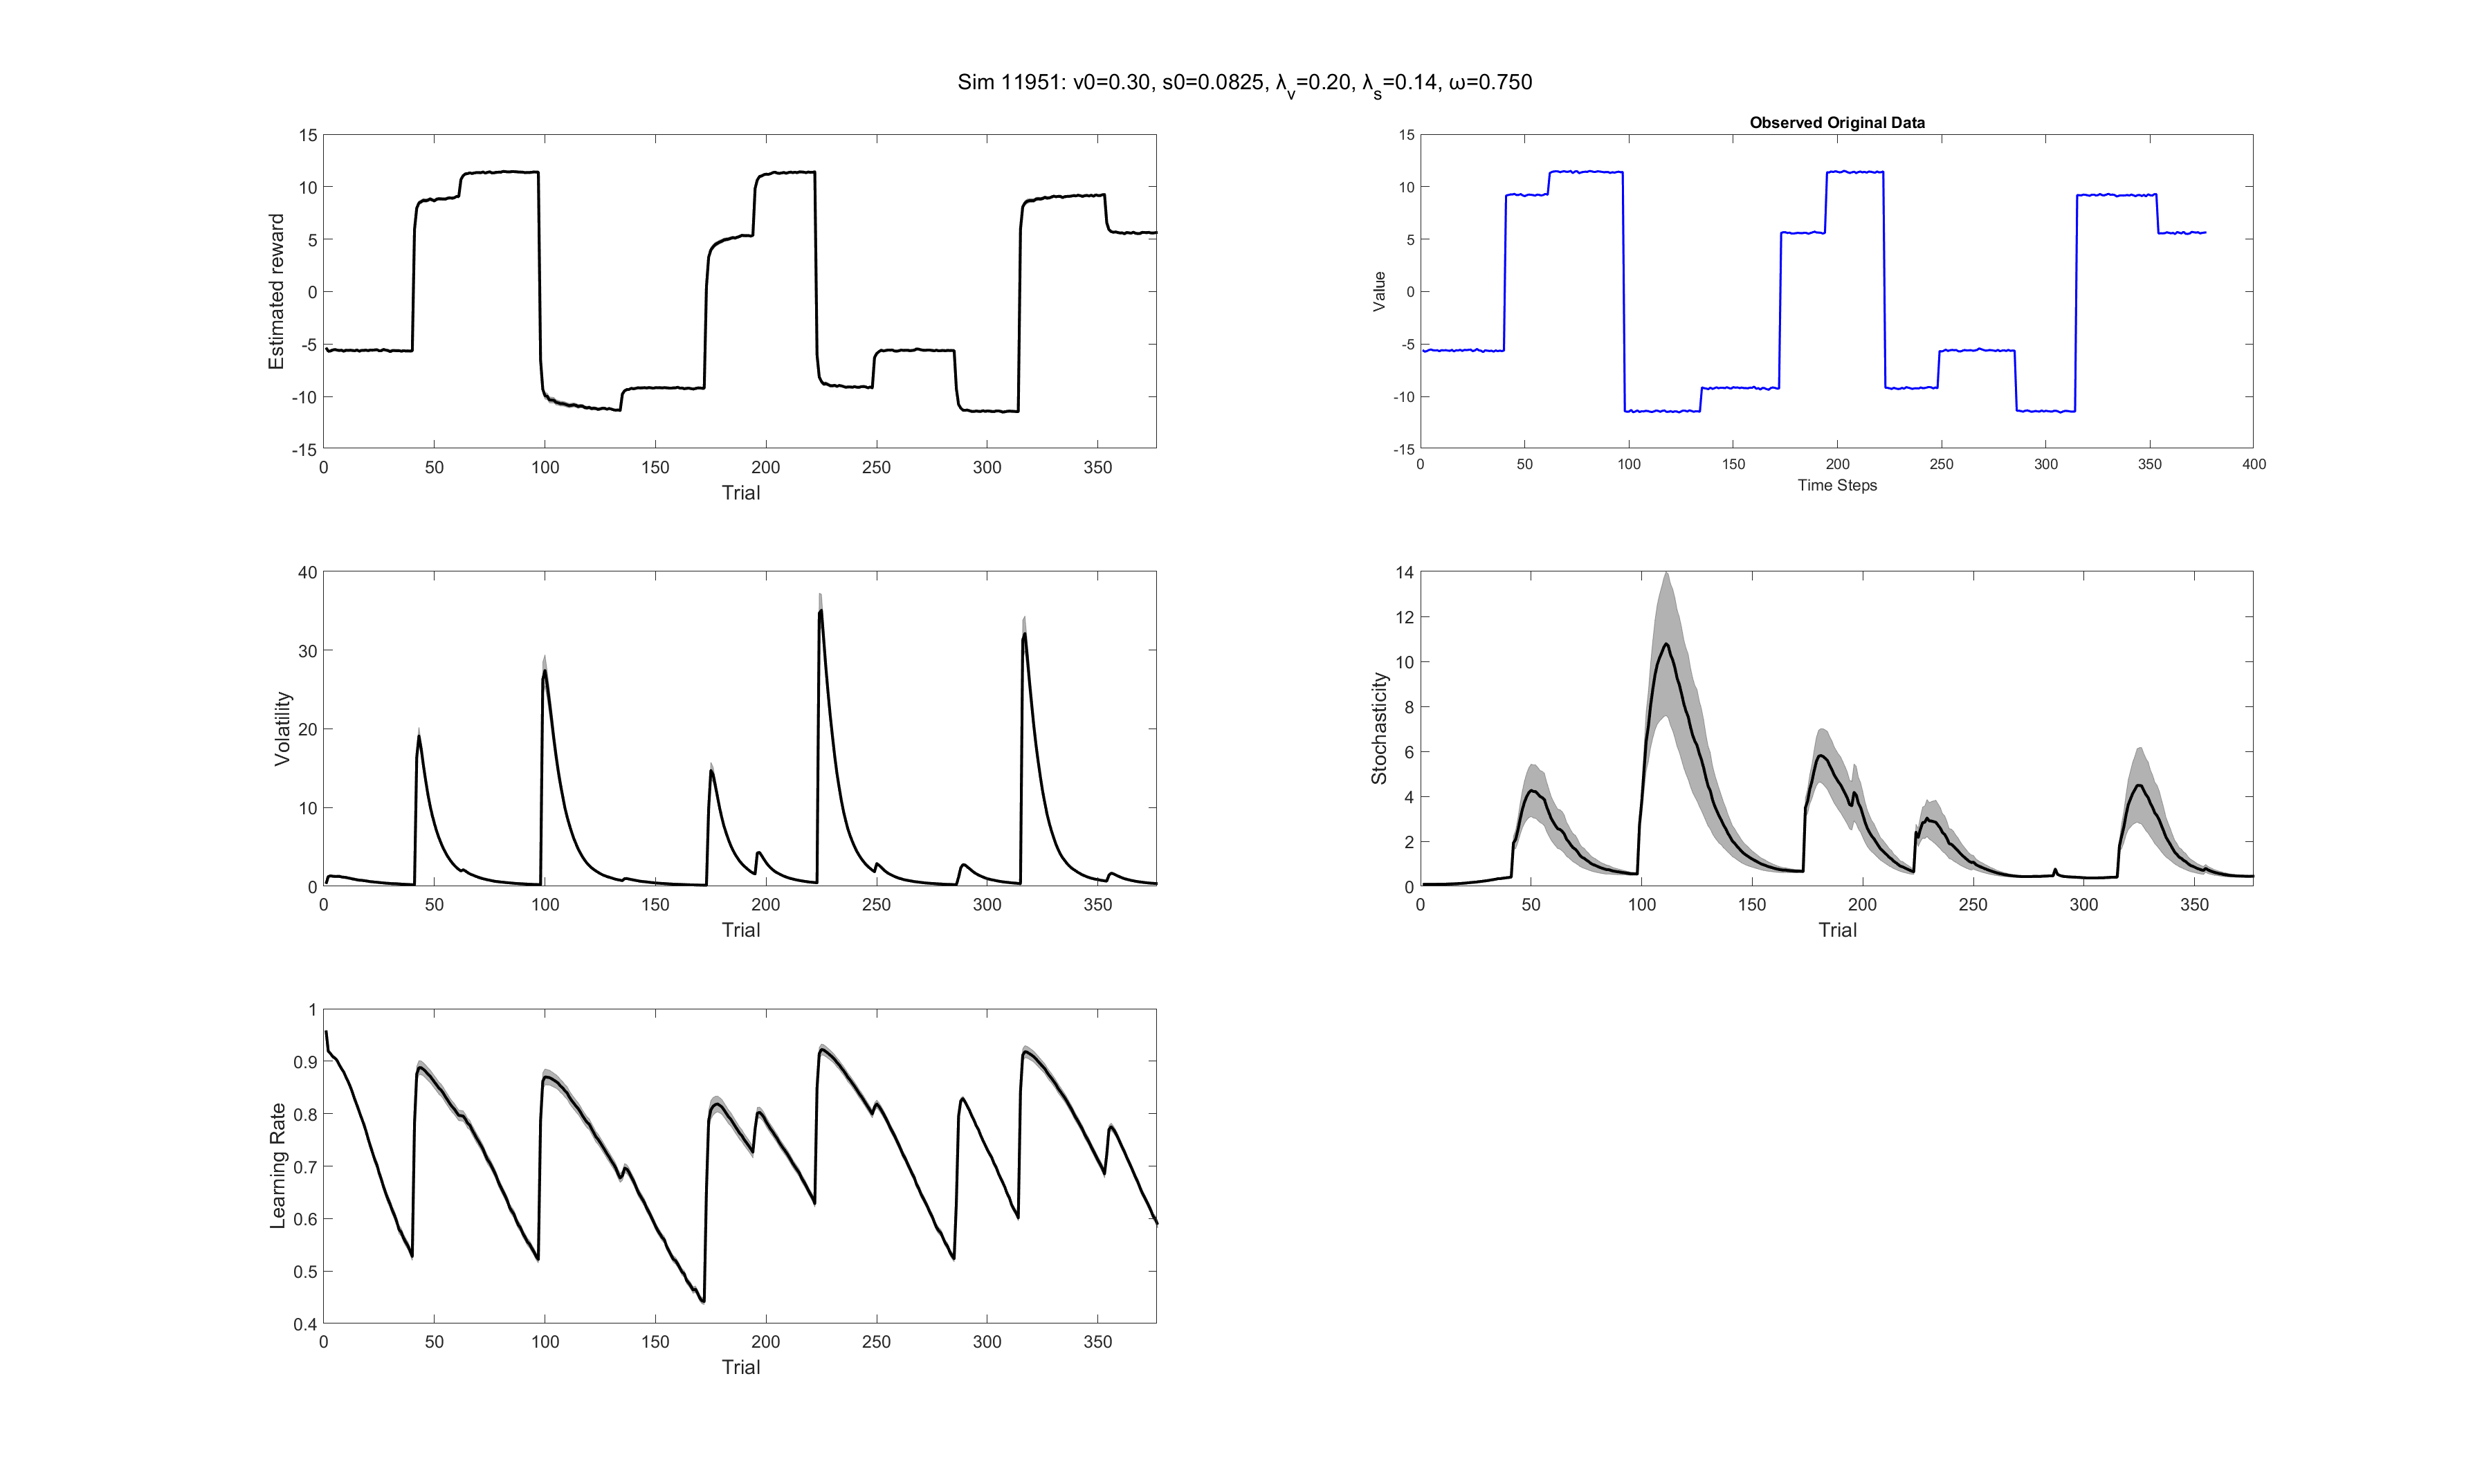 Sim 11951: v0=0.30, s0=0.0825, λv=0.20, λs=0.14, ω=0.750
15
10
5
0
-5
-10
-15
Estimated reward
0 50 100 150 200 250 300 350
Trial
Observed Original Data
15
10
5
0
-5
-10
-15
Value
0 50 100 150 200 250 300 350 400
Time Steps
40
30
20
10
0
Volatility
0 50 100 150 200 250 300 350
Trial
14
12
10
8
6
4
2
0
Stochasticity
0 50 100 150 200 250 300 350
Trial
1
0.9
0.8
0.7
0.6
0.5
0.4
Learning Rate
0 50 100 150 200 250 300 350
Trial